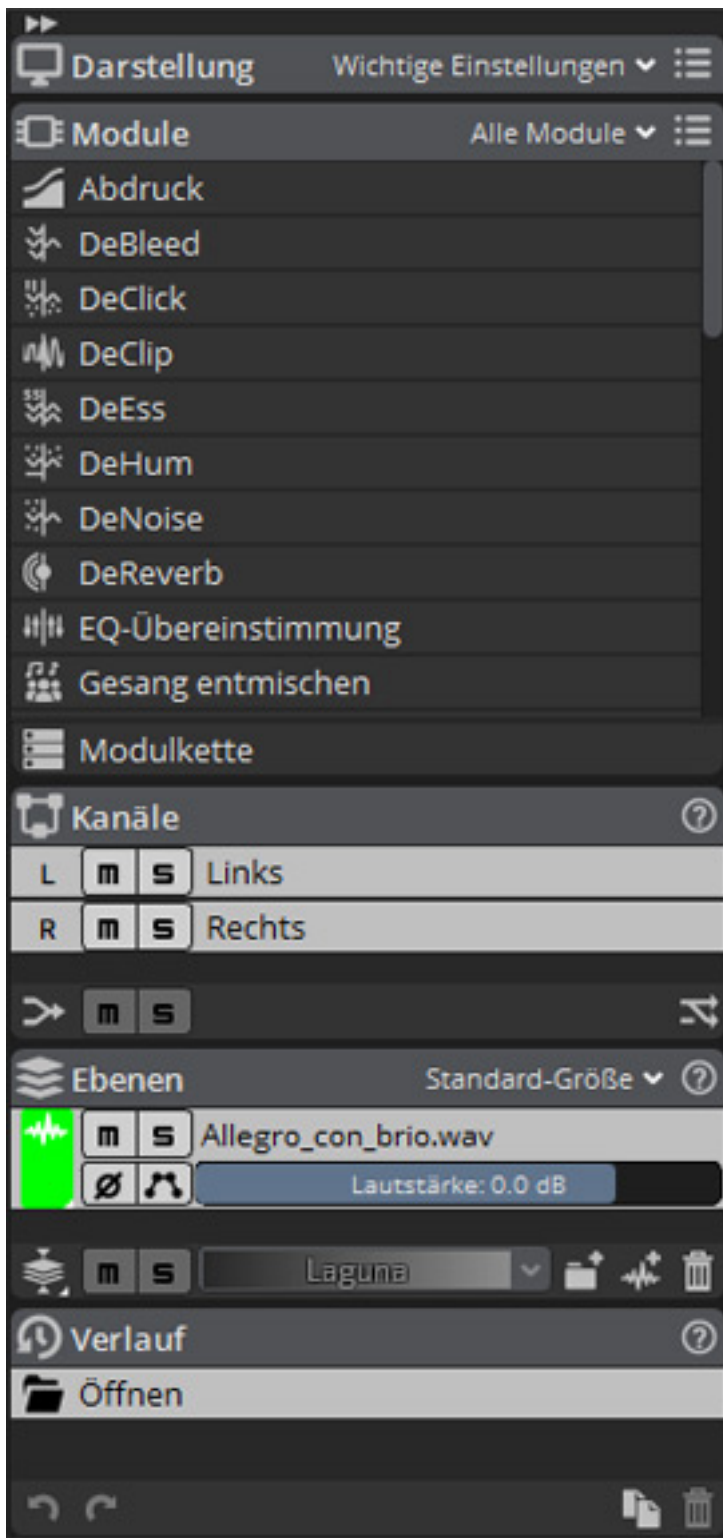 Darstellung Wichtige Einstellungen
Module Alle Module
Abdruck
DeBleed
DeClick
DeClip
DeEss
DeHum
DeNoise
DeReverb
EQ-Übereinstimmung
Gesang entmischen
Modulkette
Kanäle ?
L m s Links
R m s Rechts
m s
Ebenen Standard-Größe ?
m s Allegro_con_brio.wav
ø Lautstärke: 0.0 dB
m s Laguna
Verlauf ?
Öffnen